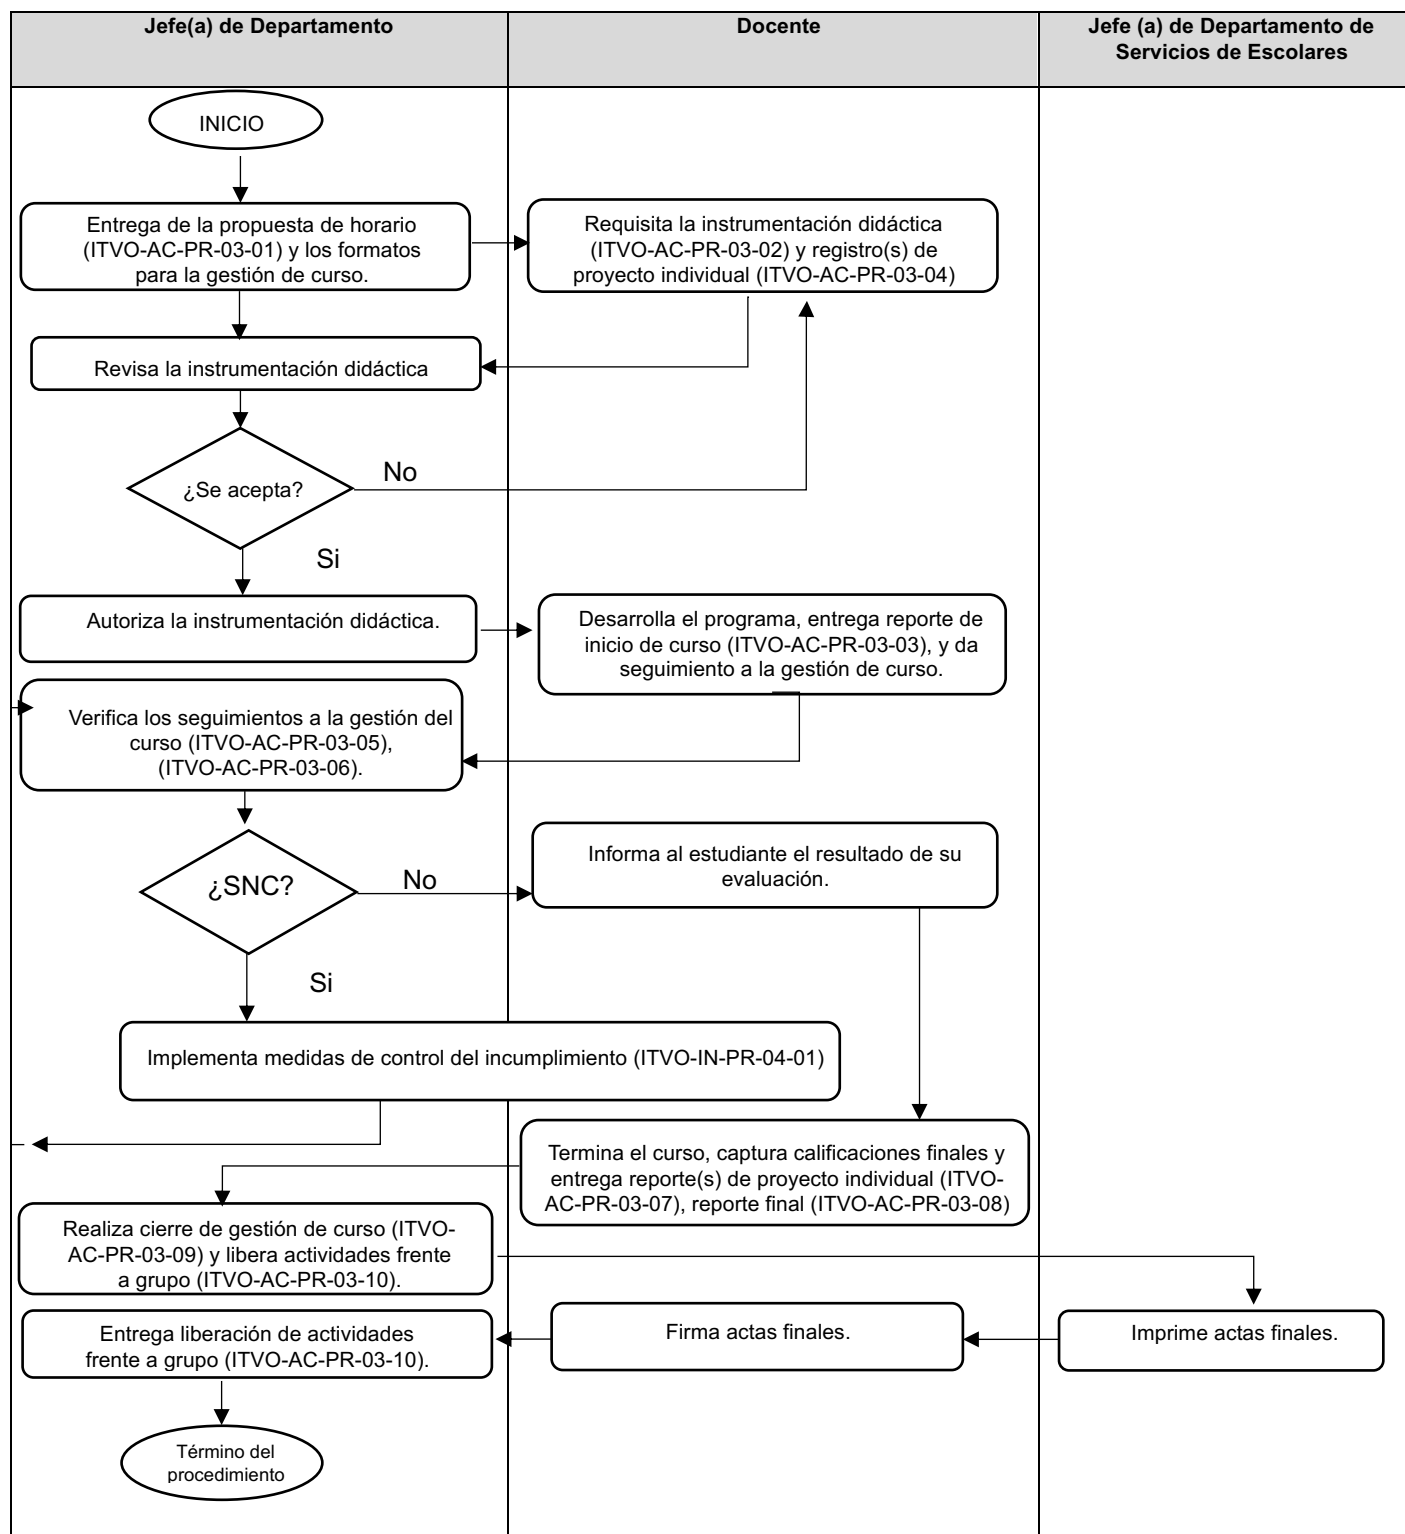 Jefe(a) de Departamento
Docente
Jefe (a) de Departamento de
Servicios de Escolares
INICIO
Entrega de la propuesta de horario
(ITVO-AC-PR-03-01) y los formatos
para la gestión de curso.
Requisita la instrumentación didáctica
(ITVO-AC-PR-03-02) y registro(s) de
proyecto individual (ITVO-AC-PR-03-04)
Revisa la instrumentación didáctica
¿Se acepta?
No
Si
Autoriza la instrumentación didáctica.
Desarrolla el programa, entrega reporte de
inicio de curso (ITVO-AC-PR-03-03), y da
seguimiento a la gestión de curso.
Verifica los seguimientos a la gestión del
curso (ITVO-AC-PR-03-05),
(ITVO-AC-PR-03-06).
¿SNC?
No
Informa al estudiante el resultado de su
evaluación.
Si
Implementa medidas de control del incumplimiento (ITVO-IN-PR-04-01)
Termina el curso, captura calificaciones finales y
entrega reporte(s) de proyecto individual (ITVO-
AC-PR-03-07), reporte final (ITVO-AC-PR-03-08)
Realiza cierre de gestión de curso (ITVO-
AC-PR-03-09) y libera actividades frente
a grupo (ITVO-AC-PR-03-10).
Imprime actas finales.
Firma actas finales.
Entrega liberación de actividades
frente a grupo (ITVO-AC-PR-03-10).
Término del
procedimiento